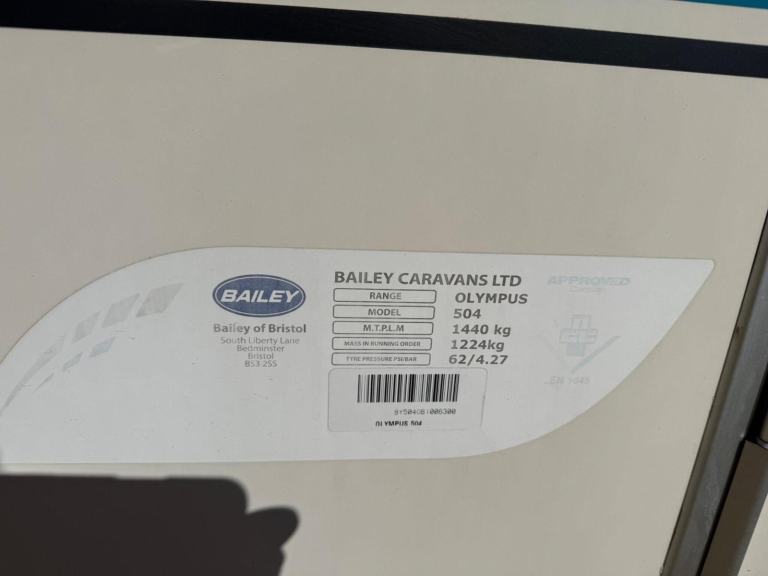 BAILEY
Bailey of Bristol
South Liberty Lane
Bedminster
Bristol
BS3 2SS
BAILEY CARAVANS LTD
RANGE OLYMPUS
MODEL 504
M.T.P.L.M 1440 kg
MASS IN RUNNING ORDER 1224kg
TYRE PRESSURE PSI/BAR 62/4.27
OLYMPUS 504
APPROVED
EN 1645